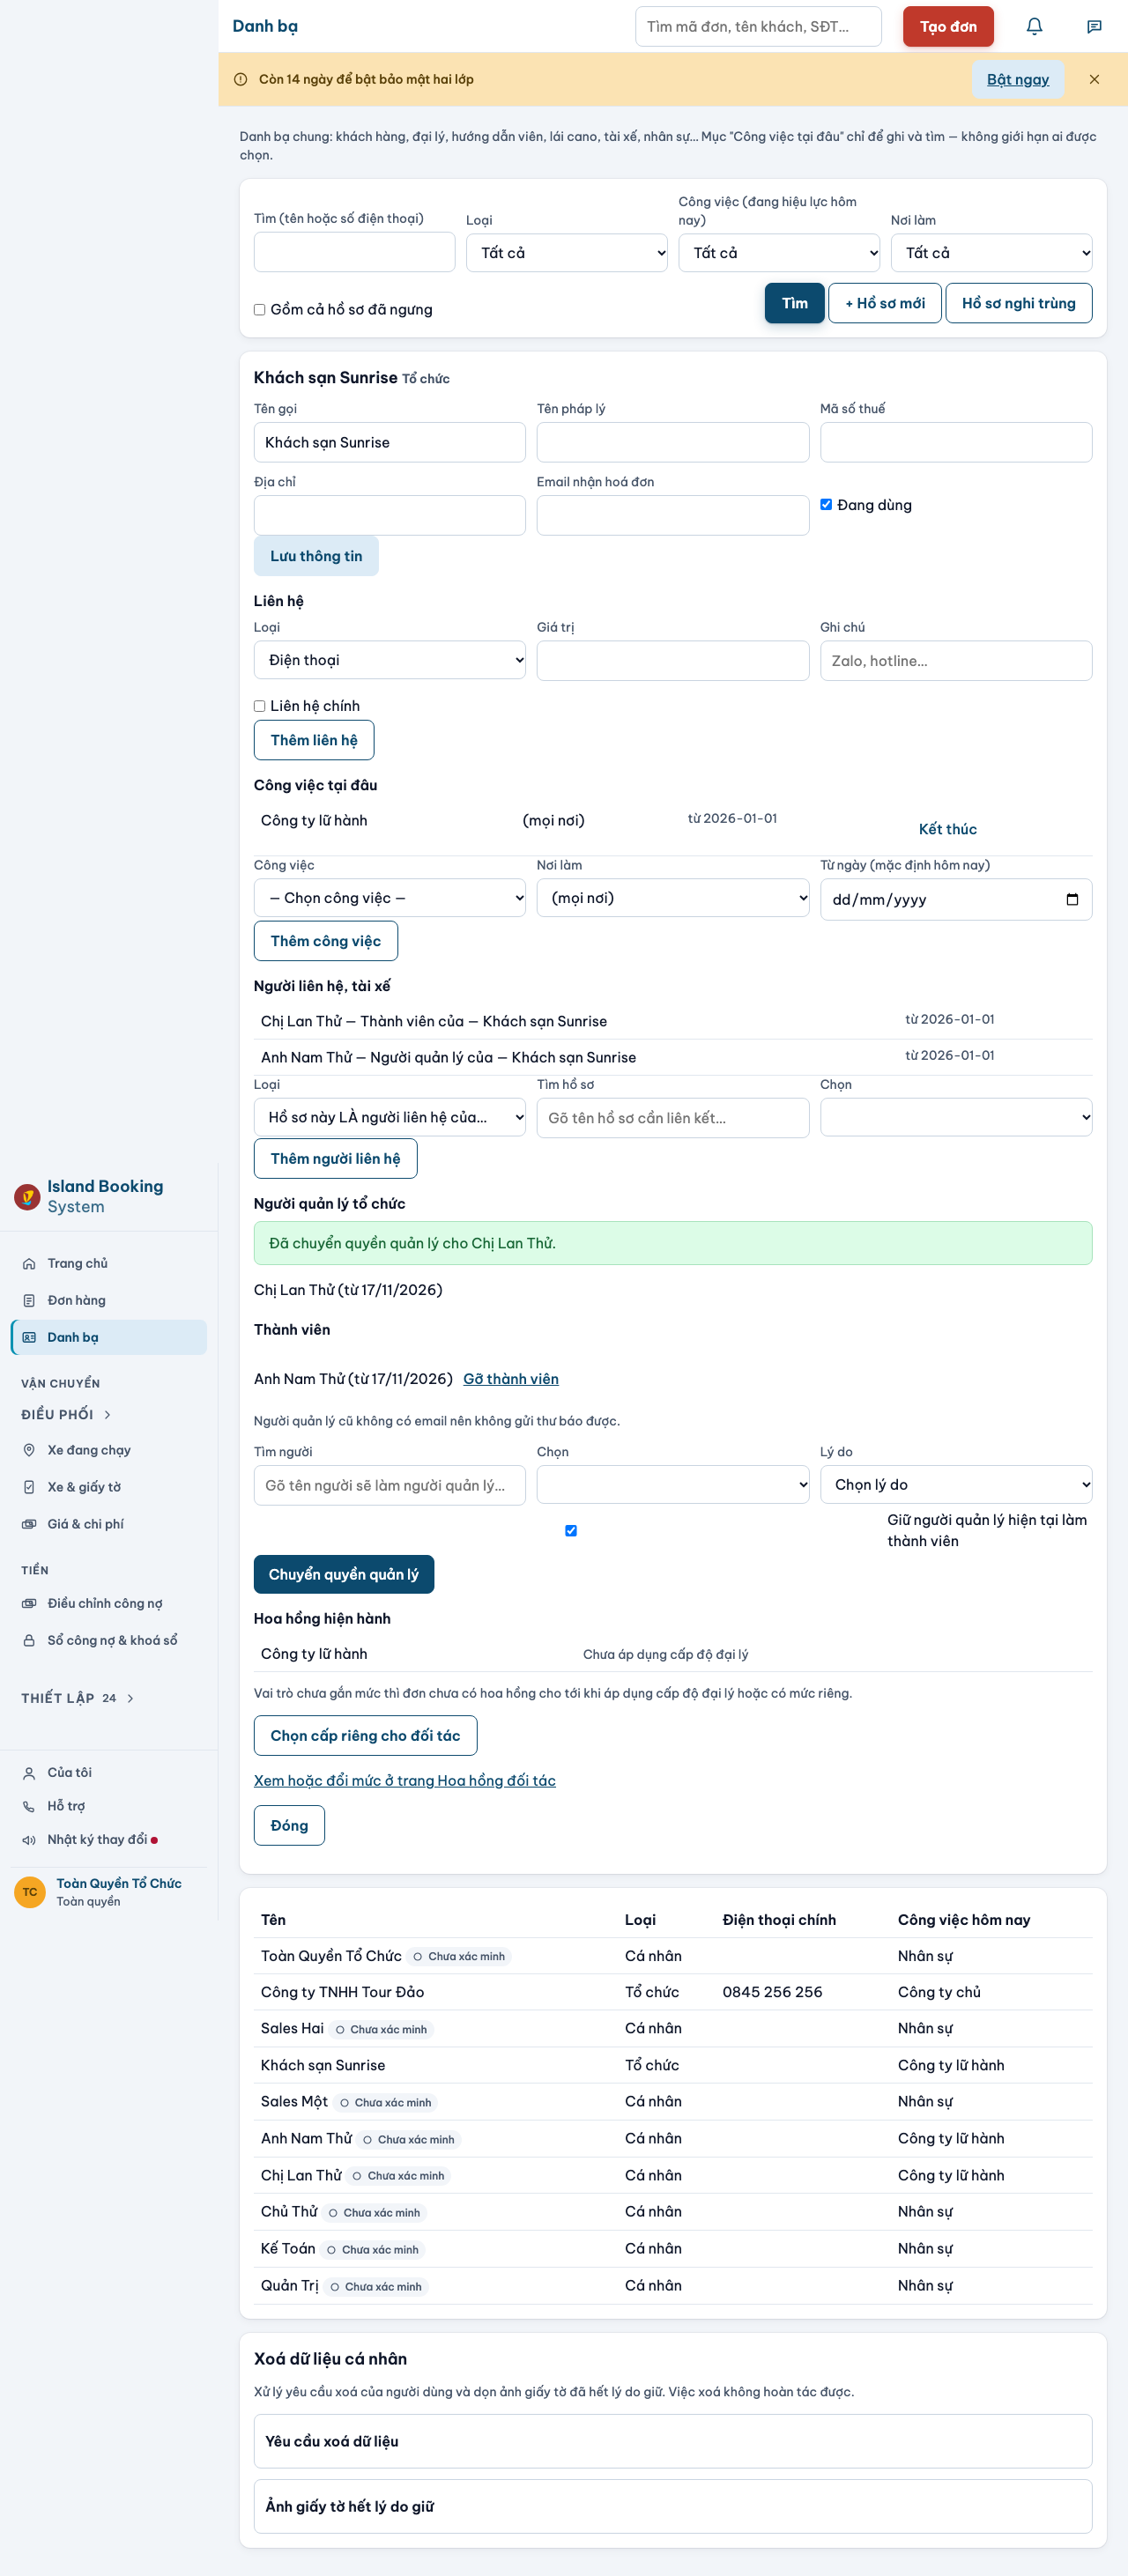 Danh bạ
Tìm mã đơn, tên khách, SĐT...
Tạo đơn
Còn 14 ngày để bật bảo mật hai lớp
Bật ngay
Danh bạ chung: khách hàng, đại lý, hướng dẫn viên, lái cano, tài xế, nhân sự... Mục "Công việc tại đâu" chỉ để ghi và tìm — không giới hạn ai được
chọn.
Tìm (tên hoặc số điện thoại)
Loại
Công việc (đang hiệu lực hôm
nay)
Nơi làm
Tất cả
Tất cả
Tất cả
Gồm cả hồ sơ đã ngưng
Tìm
+ Hồ sơ mới
Hồ sơ nghi trùng
Khách sạn Sunrise Tổ chức
Tên gọi
Tên pháp lý
Mã số thuế
Khách sạn Sunrise
Địa chỉ
Email nhận hoá đơn
Đang dùng
Lưu thông tin
Liên hệ
Loại
Giá trị
Ghi chú
Điện thoại
Zalo, hotline...
Liên hệ chính
Thêm liên hệ
Công việc tại đâu
Công ty lữ hành
(mọi nơi)
từ 2026-01-01
Kết thúc
Công việc
Nơi làm
Từ ngày (mặc định hôm nay)
— Chọn công việc —
(mọi nơi)
dd/mm/yyyy
Thêm công việc
Người liên hệ, tài xế
Chị Lan Thử — Thành viên của — Khách sạn Sunrise
từ 2026-01-01
Anh Nam Thử — Người quản lý của — Khách sạn Sunrise
từ 2026-01-01
Loại
Tìm hồ sơ
Chọn
Hồ sơ này LÀ người liên hệ của...
Gõ tên hồ sơ cần liên kết...
Thêm người liên hệ
Người quản lý tổ chức
Đã chuyển quyền quản lý cho Chị Lan Thử.
Chị Lan Thử (từ 17/11/2026)
Thành viên
Anh Nam Thử (từ 17/11/2026) Gỡ thành viên
Người quản lý cũ không có email nên không gửi thư báo được.
Tìm người
Chọn
Lý do
Gõ tên người sẽ làm người quản lý...
Chọn lý do
Giữ người quản lý hiện tại làm
thành viên
Chuyển quyền quản lý
Hoa hồng hiện hành
Công ty lữ hành
Chưa áp dụng cấp độ đại lý
Vai trò chưa gắn mức thì đơn chưa có hoa hồng cho tới khi áp dụng cấp độ đại lý hoặc có mức riêng.
Chọn cấp riêng cho đối tác
Xem hoặc đổi mức ở trang Hoa hồng đối tác
Đóng
Island Booking
System
Trang chủ
Đơn hàng
Danh bạ
VẬN CHUYỂN
ĐIỀU PHỐI
Xe đang chạy
Xe & giấy tờ
Giá & chi phí
TIỀN
Điều chỉnh công nợ
Sổ công nợ & khoá sổ
THIẾT LẬP 24
Của tôi
Hỗ trợ
Nhật ký thay đổi
TC
Toàn Quyền Tổ Chức
Toàn quyền
Tên
Loại
Điện thoại chính
Công việc hôm nay
Toàn Quyền Tổ Chức Chưa xác minh Cá nhân Nhân sự
Công ty TNHH Tour Đảo Tổ chức 0845 256 256 Công ty chủ
Sales Hai Chưa xác minh Cá nhân Nhân sự
Khách sạn Sunrise Tổ chức Công ty lữ hành
Sales Một Chưa xác minh Cá nhân Nhân sự
Anh Nam Thử Chưa xác minh Cá nhân Công ty lữ hành
Chị Lan Thử Chưa xác minh Cá nhân Công ty lữ hành
Chủ Thử Chưa xác minh Cá nhân Nhân sự
Kế Toán Chưa xác minh Cá nhân Nhân sự
Quản Trị Chưa xác minh Cá nhân Nhân sự
Xoá dữ liệu cá nhân
Xử lý yêu cầu xoá của người dùng và dọn ảnh giấy tờ đã hết lý do giữ. Việc xoá không hoàn tác được.
Yêu cầu xoá dữ liệu
Ảnh giấy tờ hết lý do giữ